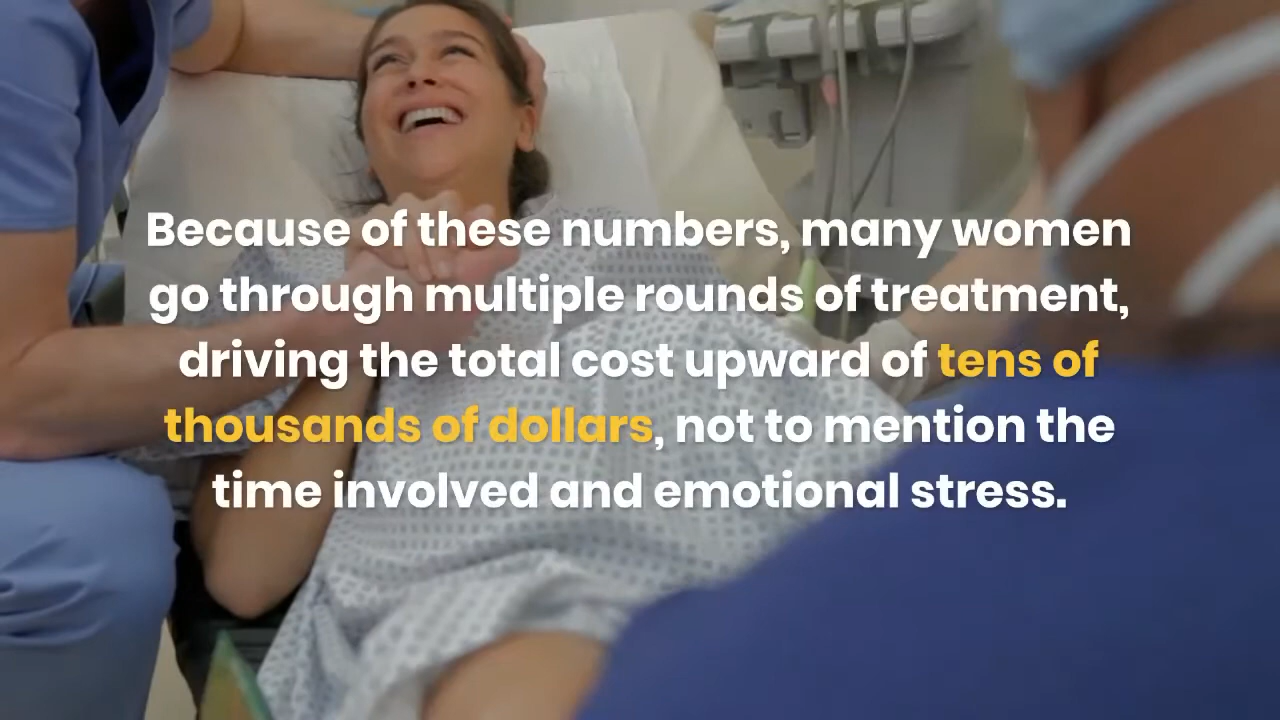 Because of these numbers, many women
go through multiple rounds of treatment,
driving the total cost upward of tens of
thousands of dollars, not to mention the
time involved and emotional stress.